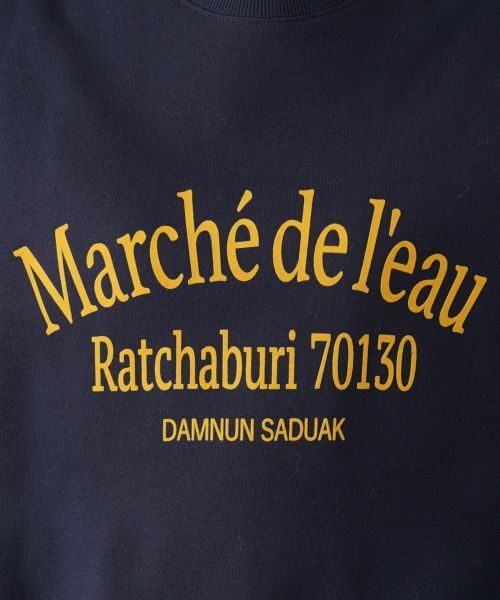 Marché de l'eau
Ratchaburi 70130
DAMNUN SADUAK